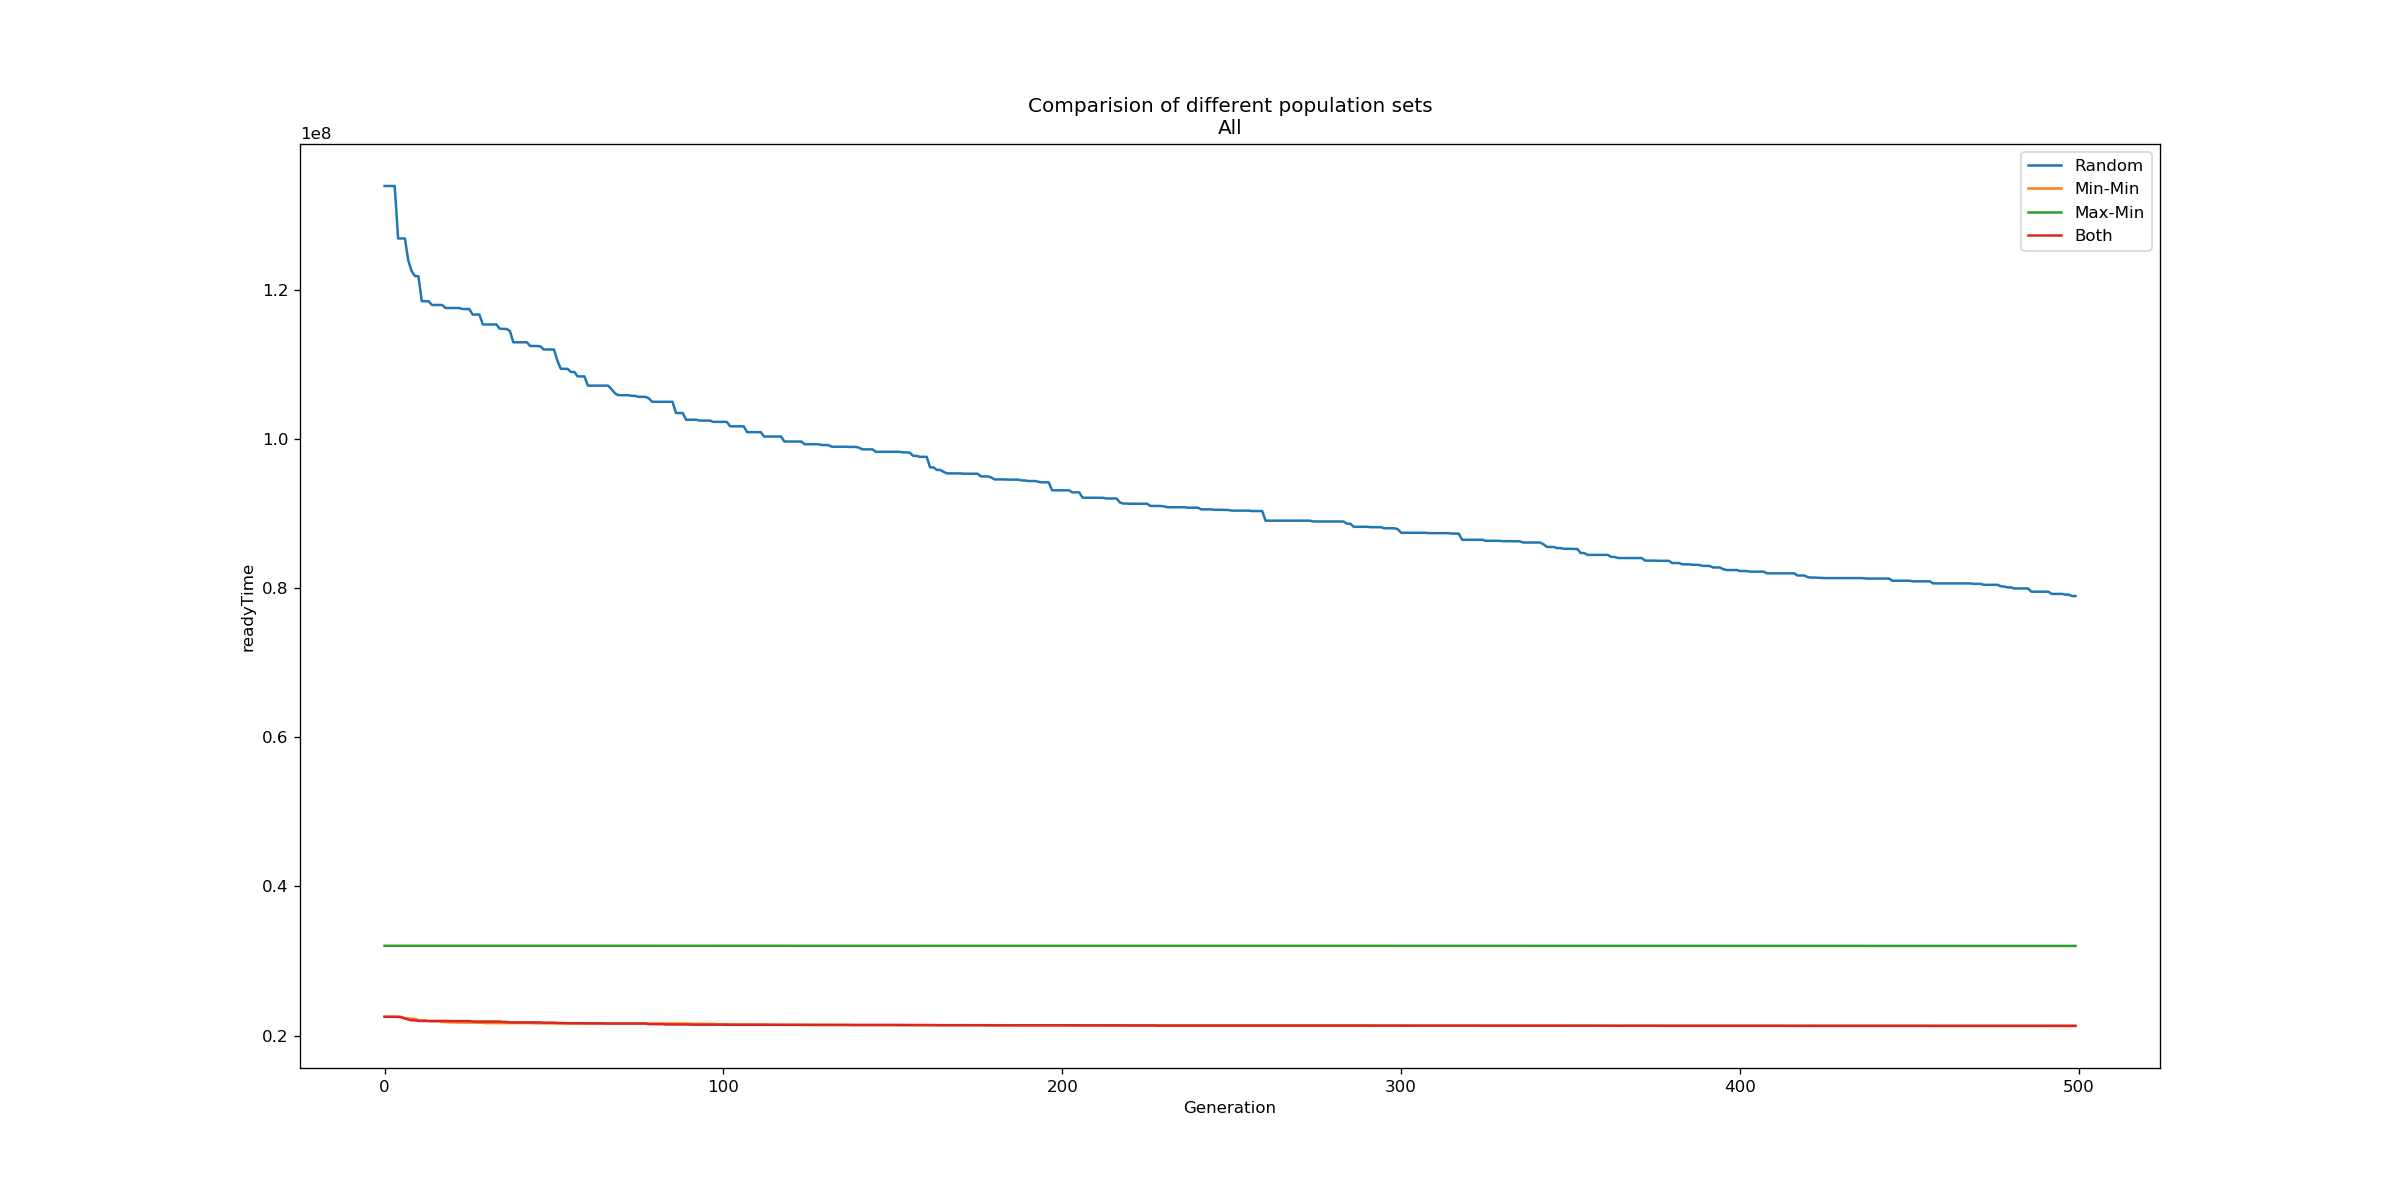 Comparision of different population sets
All
1e8
Random
Min-Min
Max-Min
Both
1.2
1.0
0.8
0.6
0.4
0.2
readyTime
0 100 200 300 400 500
Generation